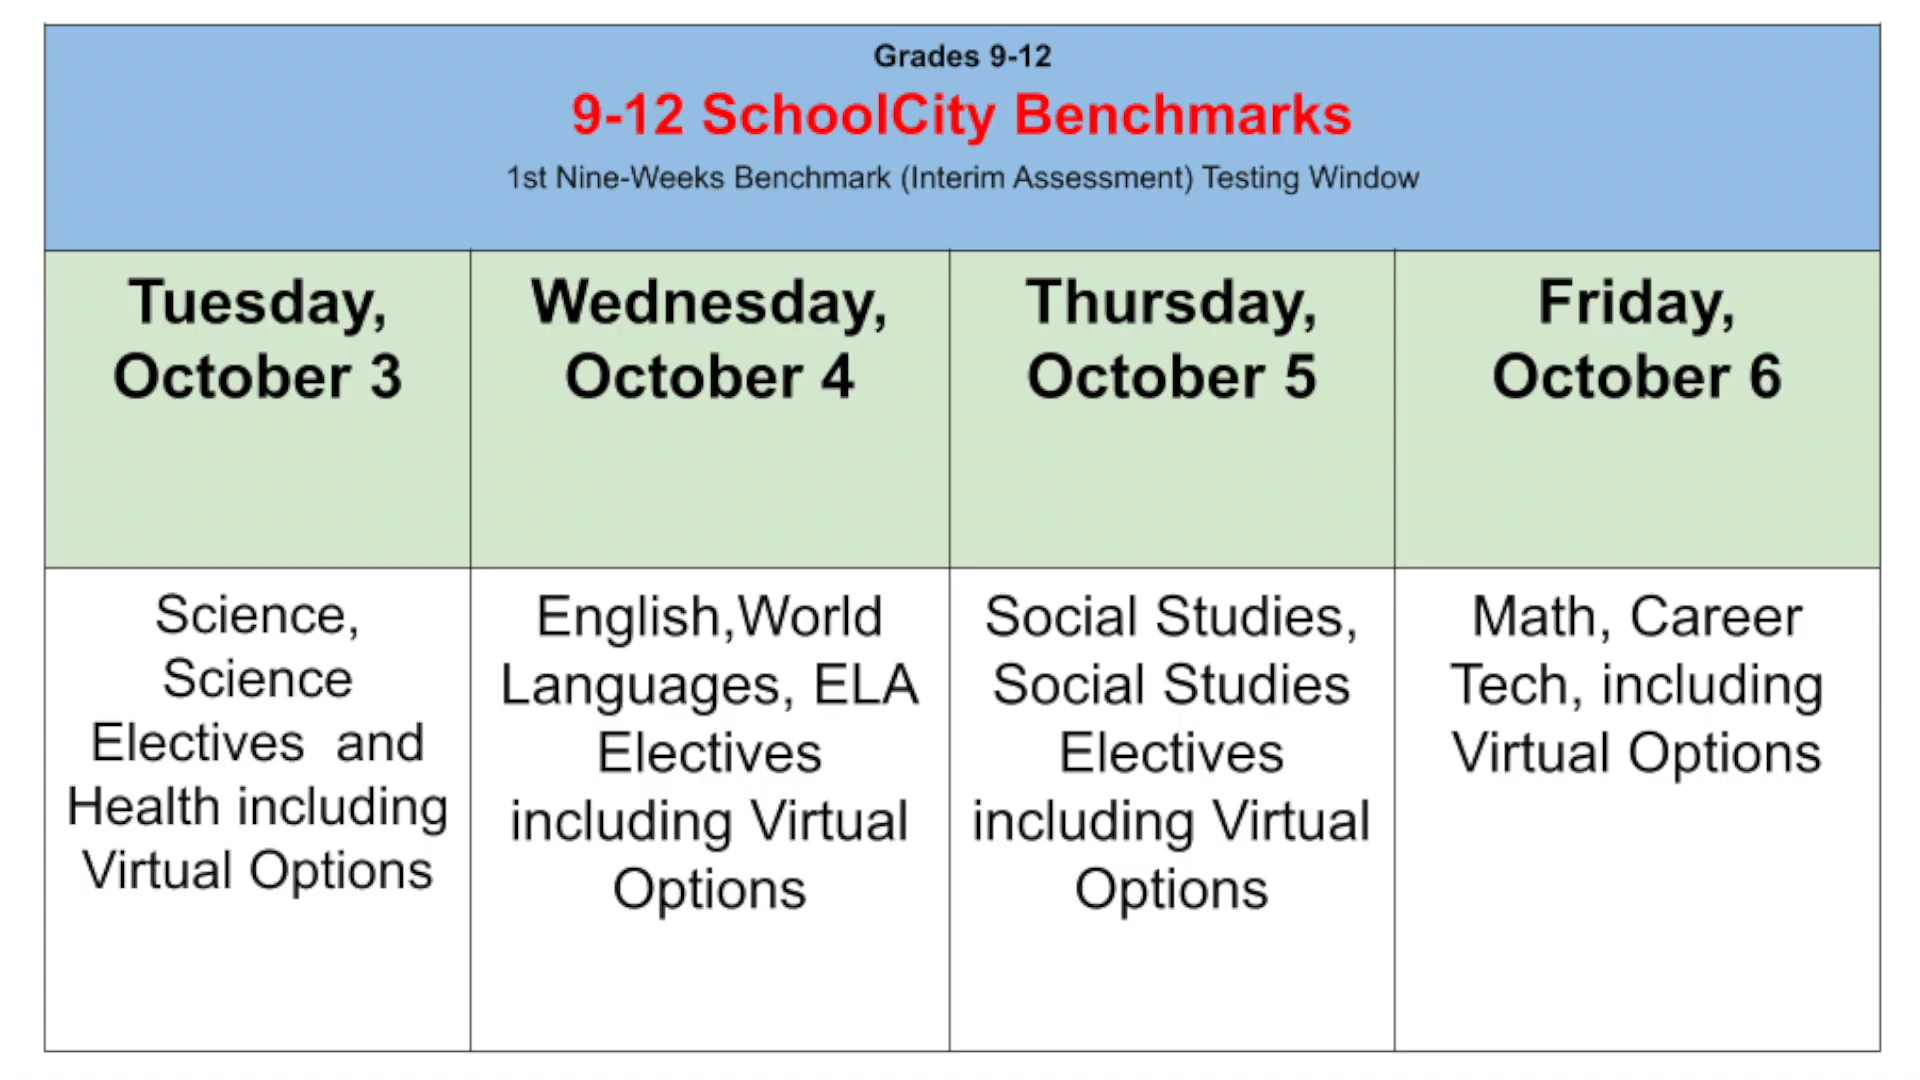 Grades 9-12
9-12 SchoolCity Benchmarks
1st Nine-Weeks Benchmark (Interim Assessment) Testing Window
Tuesday,
October 3
Wednesday,
October 4
Thursday,
October 5
Friday,
October 6
Science,
Science
Electives  and
Health including
Virtual Options
English,World
Languages, ELA
Electives
including Virtual
Options
Social Studies,
Social Studies
Electives
including Virtual
Options
Math, Career
Tech, including
Virtual Options